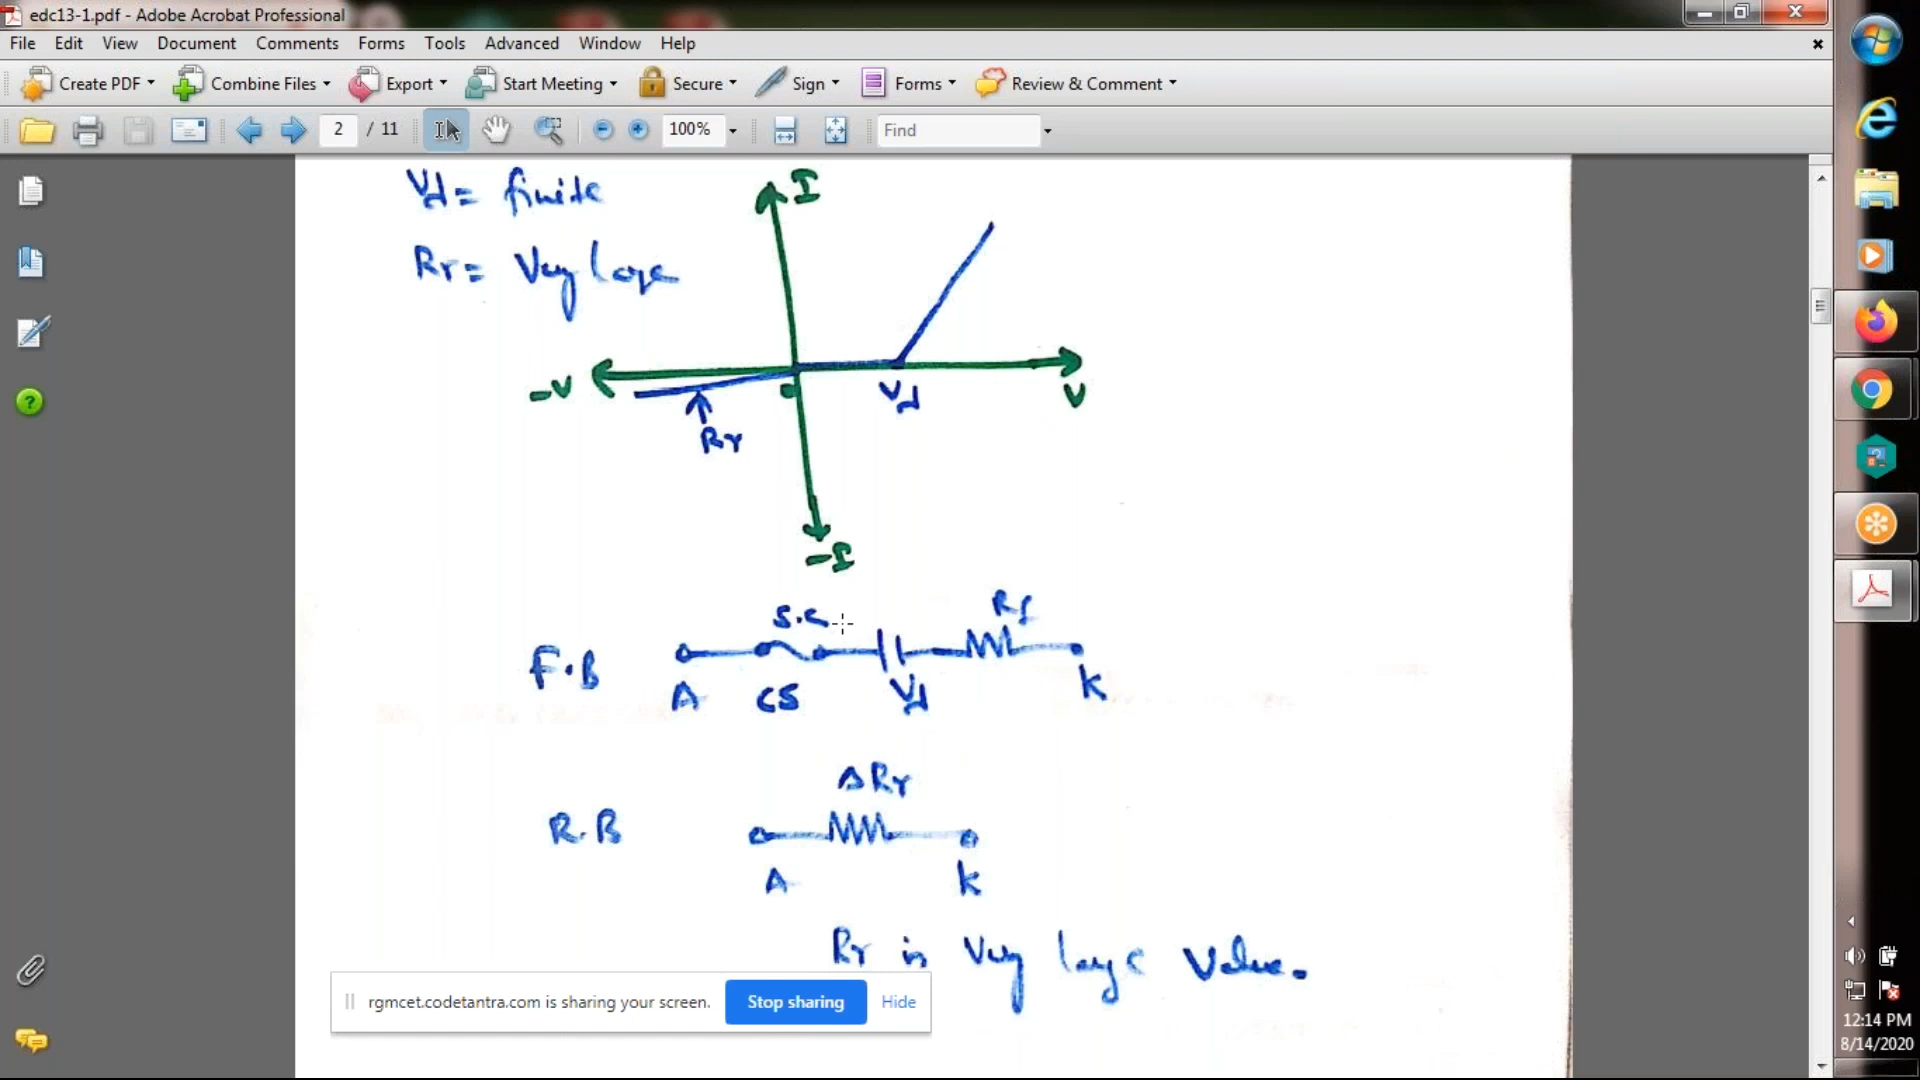 edc13-1.pdf - Adobe Acrobat Professional
File Edit View Document Comments Forms Tools Advanced Window Help
Create PDF Combine Files Export Start Meeting Secure Sign Forms Review & Comment
2 / 11 100% Find
Vd = finite
I
Rr = Very large
-V
Vd
V
Rr
-I
S.C
Rf
F.B
A
CS
Vd
K
Rr
R.B
A
K
Rr is Very large Value.
rgmcet.codetantra.com is sharing your screen. Stop sharing Hide
12:14 PM
8/14/2020